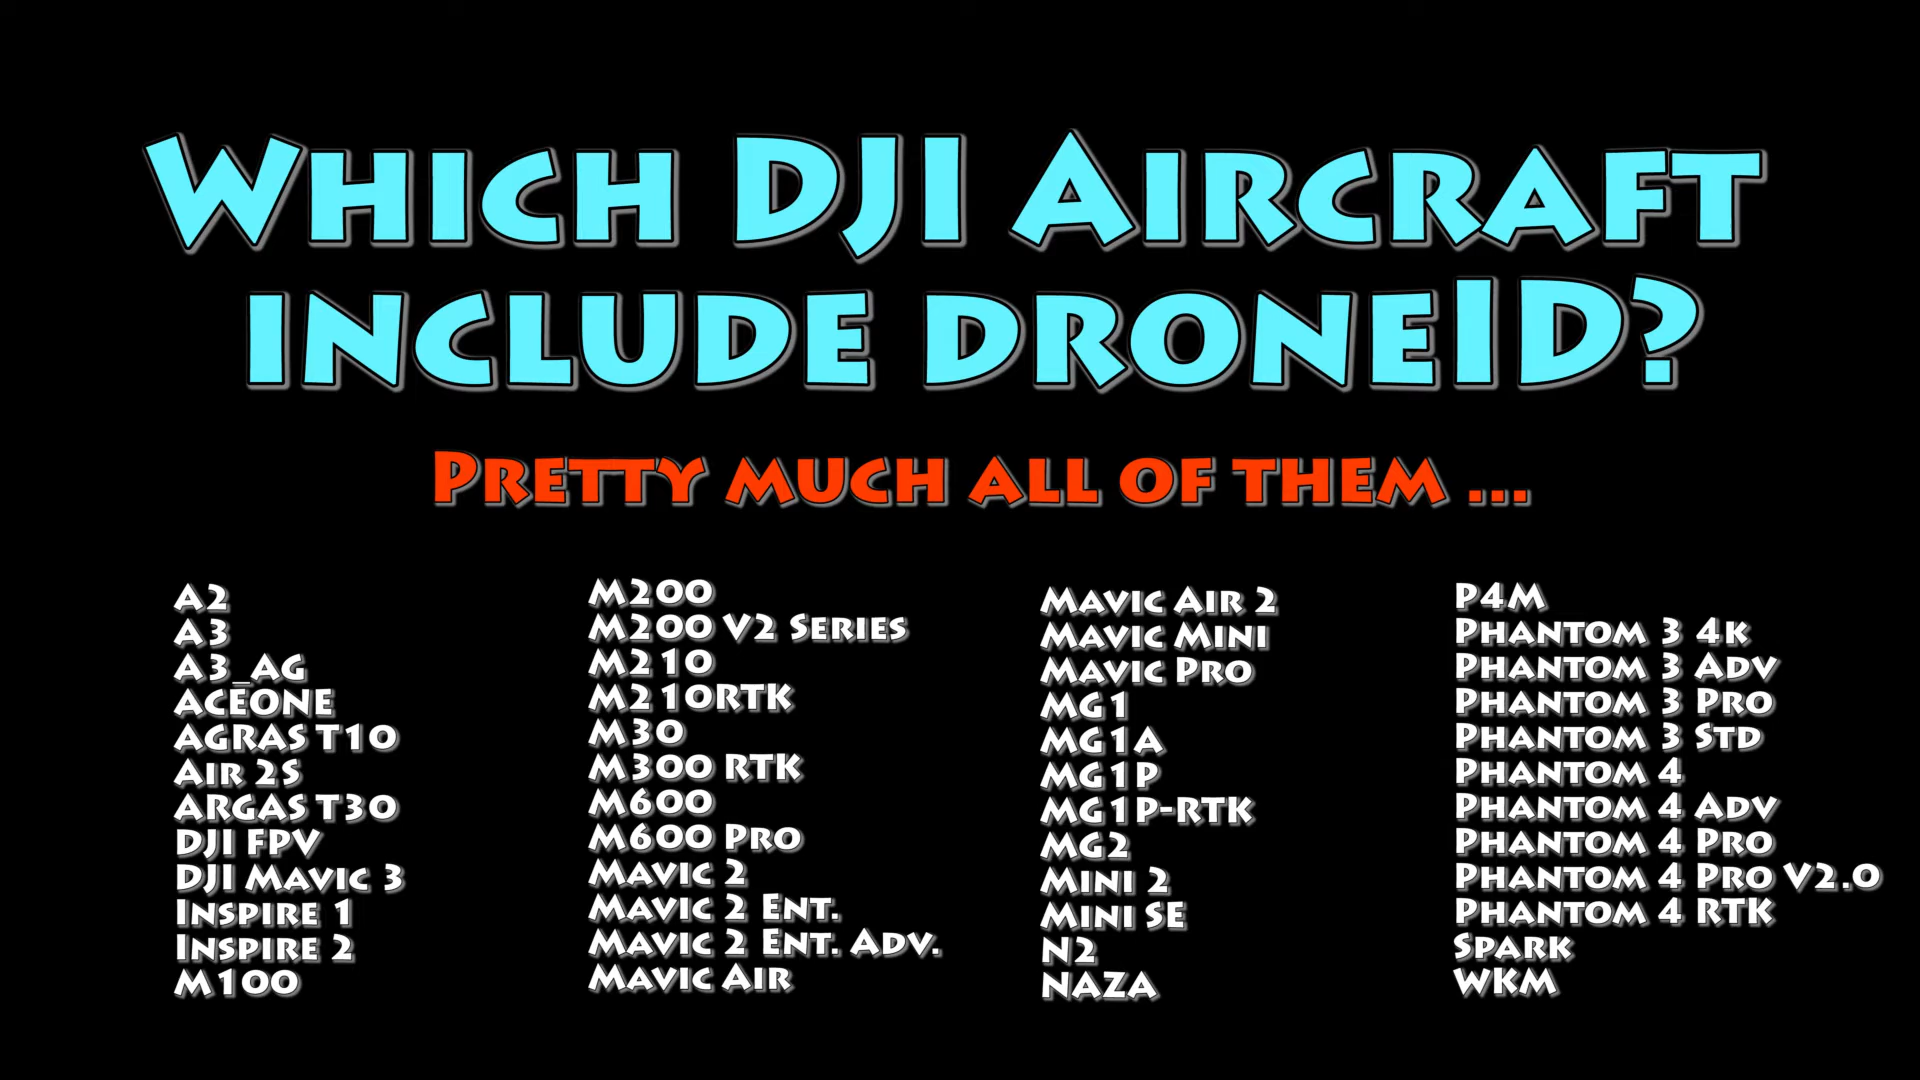 Which DJI Aircraft
include droneID?
Pretty much all of them ...
A2
A3
A3_AG
ACEONE
AGRAS T10
Air 2S
ARGAS T30
DJI FPV
DJI Mavic 3
Inspire 1
Inspire 2
M100
M200
M200 V2 Series
M210
M210RTK
M30
M300 RTK
M600
M600 Pro
Mavic 2
Mavic 2 Ent.
Mavic 2 Ent. Adv.
Mavic Air
Mavic Air 2
Mavic Mini
Mavic Pro
MG1
MG1A
MG1P
MG1P-RTK
MG2
Mini 2
Mini SE
N2
NAZA
P4M
Phantom 3 4k
Phantom 3 Adv
Phantom 3 Pro
Phantom 3 Std
Phantom 4
Phantom 4 Adv
Phantom 4 Pro
Phantom 4 Pro V2.0
Phantom 4 RTK
Spark
WKM